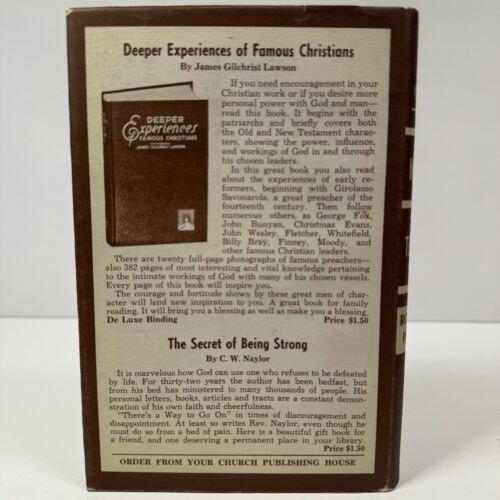 Deeper Experiences of Famous Christians
By James Gilchrist Lawson
DEEPER
Experiences
OF
FAMOUS CHRISTIANS
JAMES GILCHRIST LAWSON
If you need encouragement in your
Christian work or if you desire more
personal power with God and man—
read this book. It begins with the
patriarchs and briefly covers both
the Old and New Testament charac-
ters, showing the power, influence,
and workings of God in and through
his chosen leaders.
In this great book you also read
about the experiences of early re-
formers, beginning with Girolamo
Savonarola, a great preacher of the
fourteenth century. Then follow
numerous others, as George Fox,
John Bunyan, Christmas Evans,
John Wesley, Fletcher, Whitefield,
Billy Bray, Finney, Moody, and
other famous Christian leaders.
There are twenty full-page photographs of famous preachers—
also 382 pages of most interesting and vital knowledge pertaining
to the intimate workings of God with many of his chosen vessels.
Every page of this book will inspire you.
The courage and fortitude shown by these great men of char-
acter will lend new inspiration to you. A great book for family
reading. It will bring you a blessing as well as make you a blessing.
De Luxe Binding Price $1.50
The Secret of Being Strong
By C. W. Naylor
It is marvelous how God can use one who refuses to be defeated
by life. For thirty-two years the author has been bedfast, but
from his bed has ministered to many thousands of people. His
personal letters, books, articles and tracts are a constant demon-
stration of his own faith and cheerfulness.
"There's a Way to Go On" in times of discouragement and
disappointment. At least so writes Rev. Naylor, even though he
must do so from a bed of pain. Here is a beautiful gift book for
a friend, and one deserving a permanent place in your library.
Price $1.50
ORDER FROM YOUR CHURCH PUBLISHING HOUSE